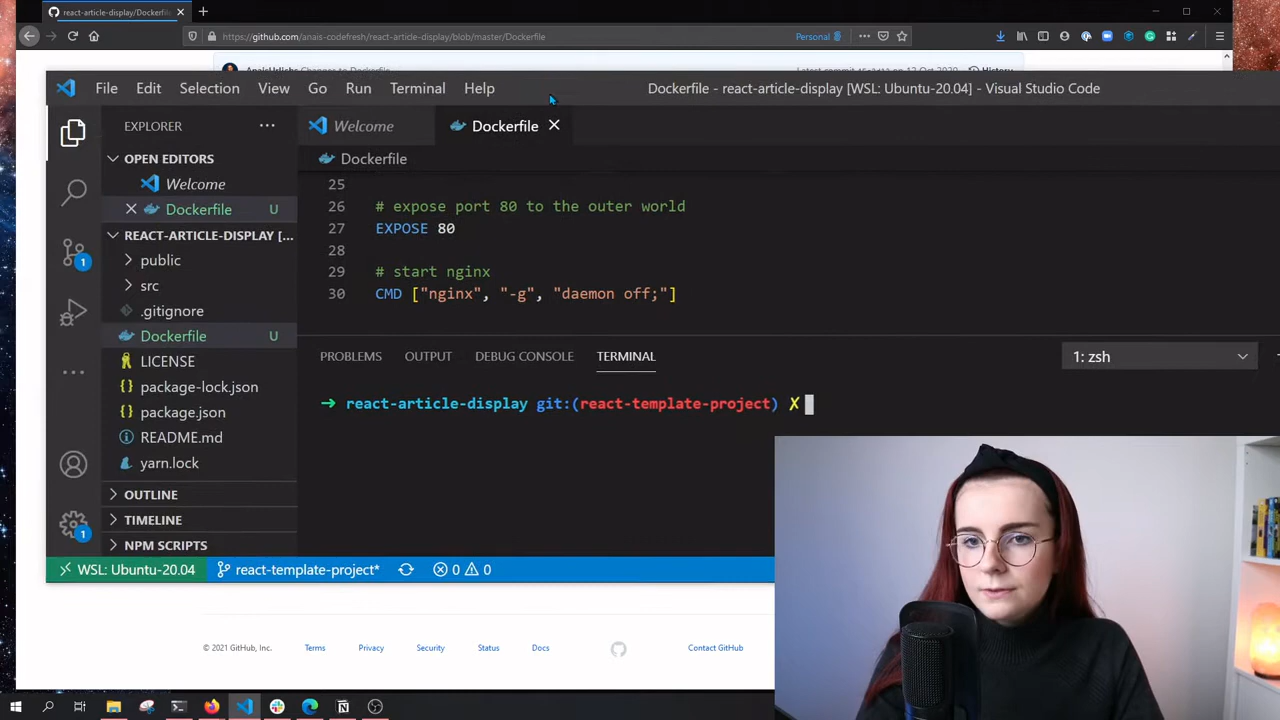 react-article-display/Dockerfile
https://github.com/anais-codefresh/react-article-display/blob/master/Dockerfile
Personal
File Edit Selection View Go Run Terminal Help
Dockerfile - react-article-display [WSL: Ubuntu-20.04] - Visual Studio Code
EXPLORER
Welcome
Dockerfile
OPEN EDITORS
Dockerfile
Welcome
25
Dockerfile U
26 # expose port 80 to the outer world
REACT-ARTICLE-DISPLAY [...
27 EXPOSE 80
public
28
src
29 # start nginx
30 CMD ["nginx", "-g", "daemon off;"]
.gitignore
Dockerfile U
LICENSE
PROBLEMS OUTPUT DEBUG CONSOLE TERMINAL
1: zsh
package-lock.json
package.json
→ react-article-display git:(react-template-project) ✗
README.md
yarn.lock
OUTLINE
TIMELINE
NPM SCRIPTS
1
1
WSL: Ubuntu-20.04 react-template-project* 0 0
© 2021 GitHub, Inc. Terms Privacy Security Status Docs Contact GitHub